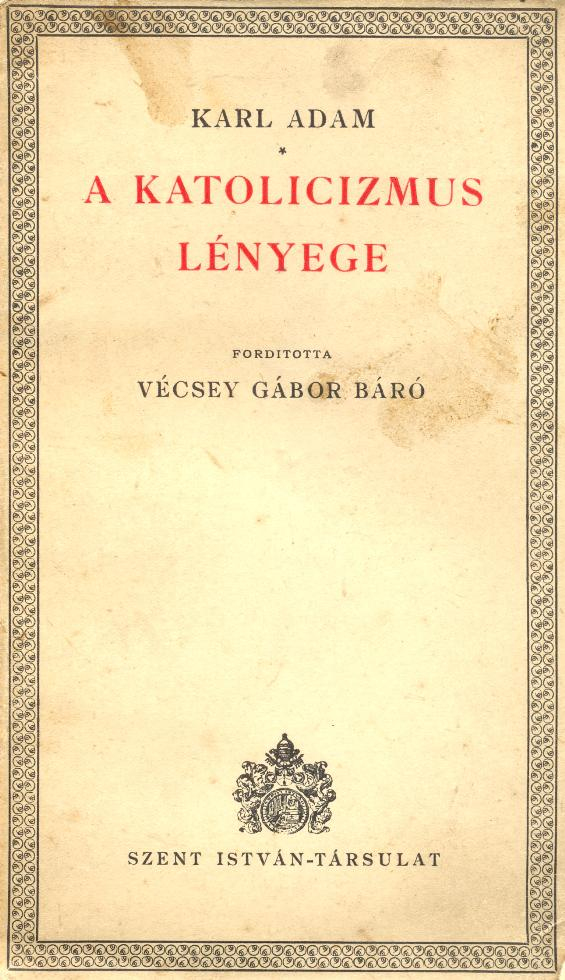 KARL ADAM
*
A KATOLICIZMUS
LÉNYEGE
FORDITOTTA
VÉCSEY GÁBOR BÁRÓ
SZENT ISTVÁN-TÁRSULAT